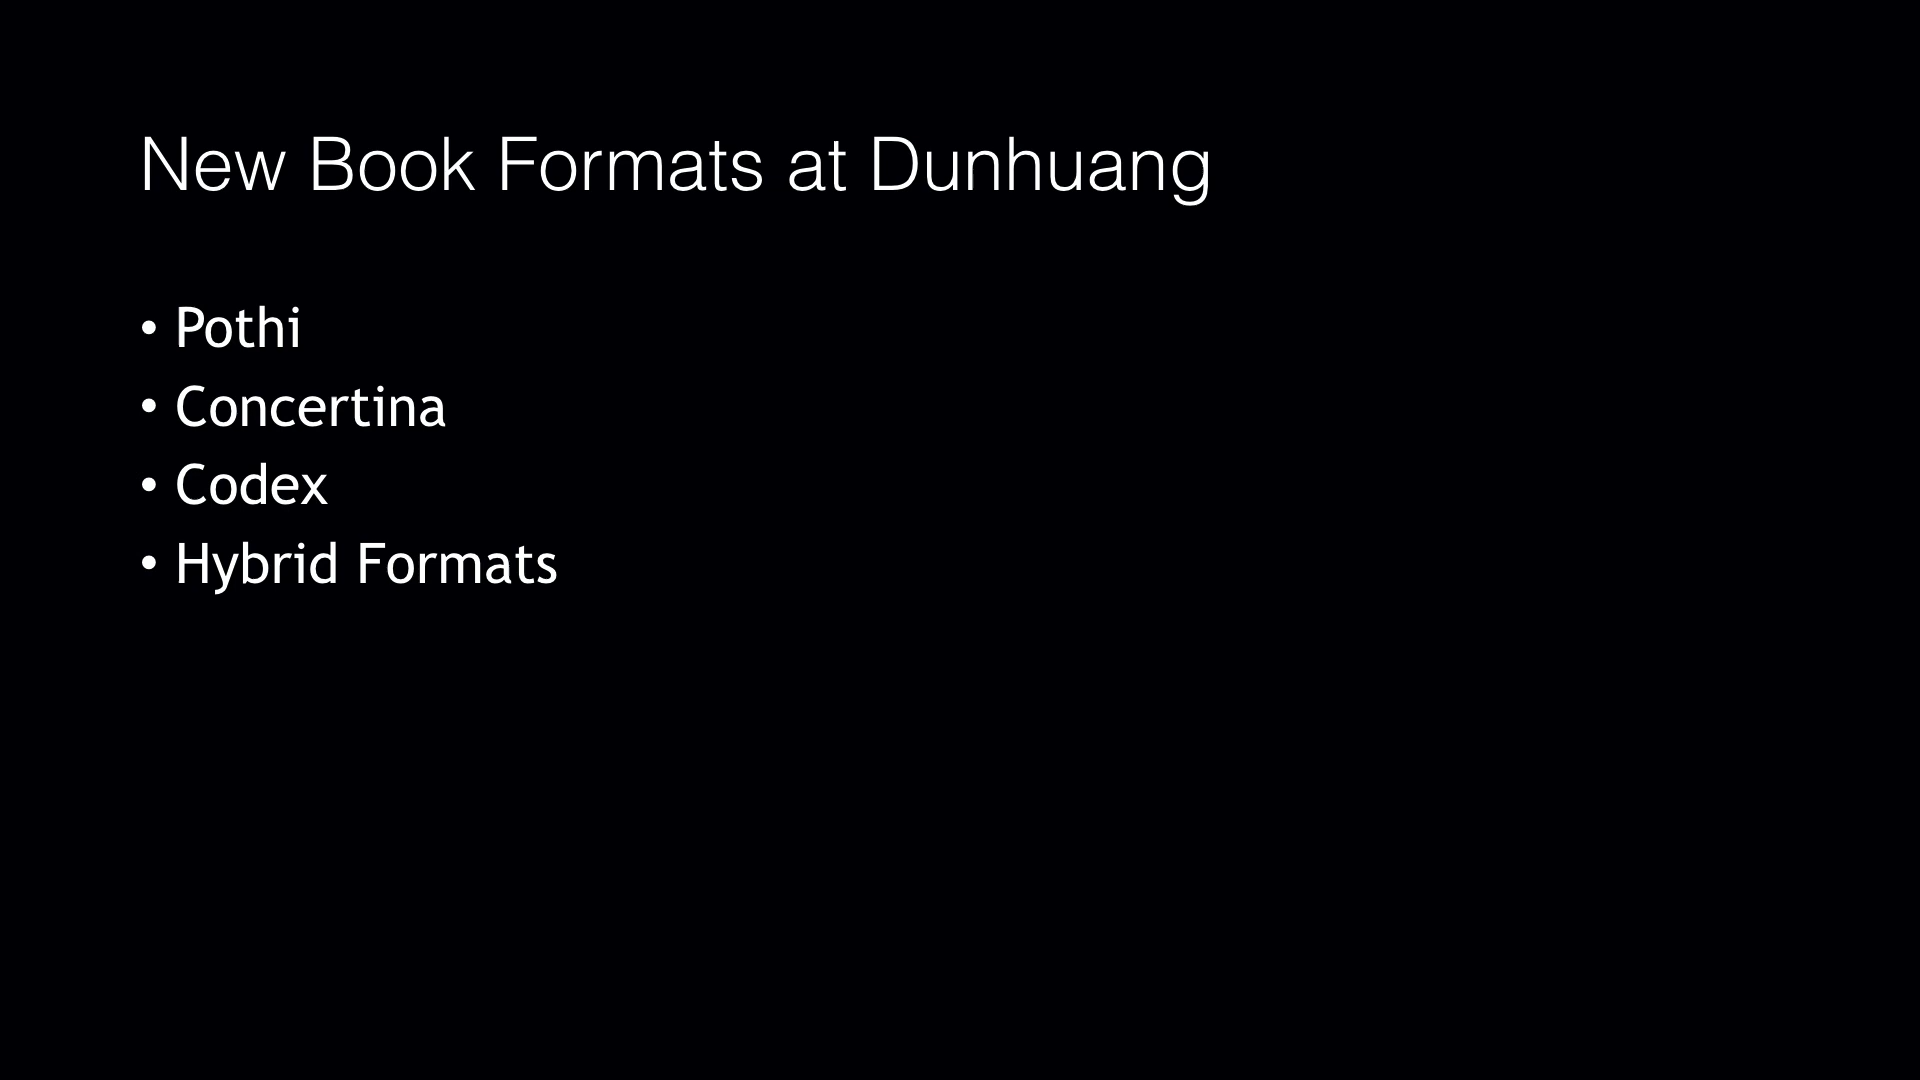 New Book Formats at Dunhuang
• Pothi
• Concertina
• Codex
• Hybrid Formats